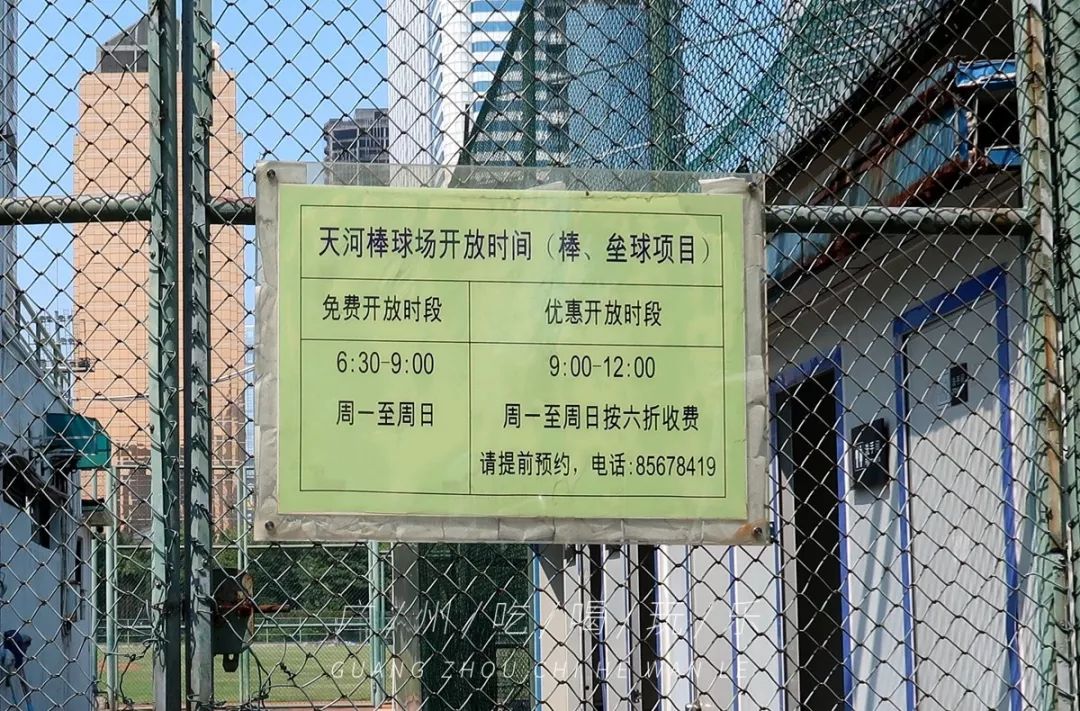 天河棒球场开放时间（棒、垒球项目）
免费开放时段
优惠开放时段
6:30-9:00
9:00-12:00
周一至周日
周一至周日按六折收费
请提前预约，电话:85678419
广/州/吃/喝/玩/乐
GUANG ZHOU CHI HE WAN LE